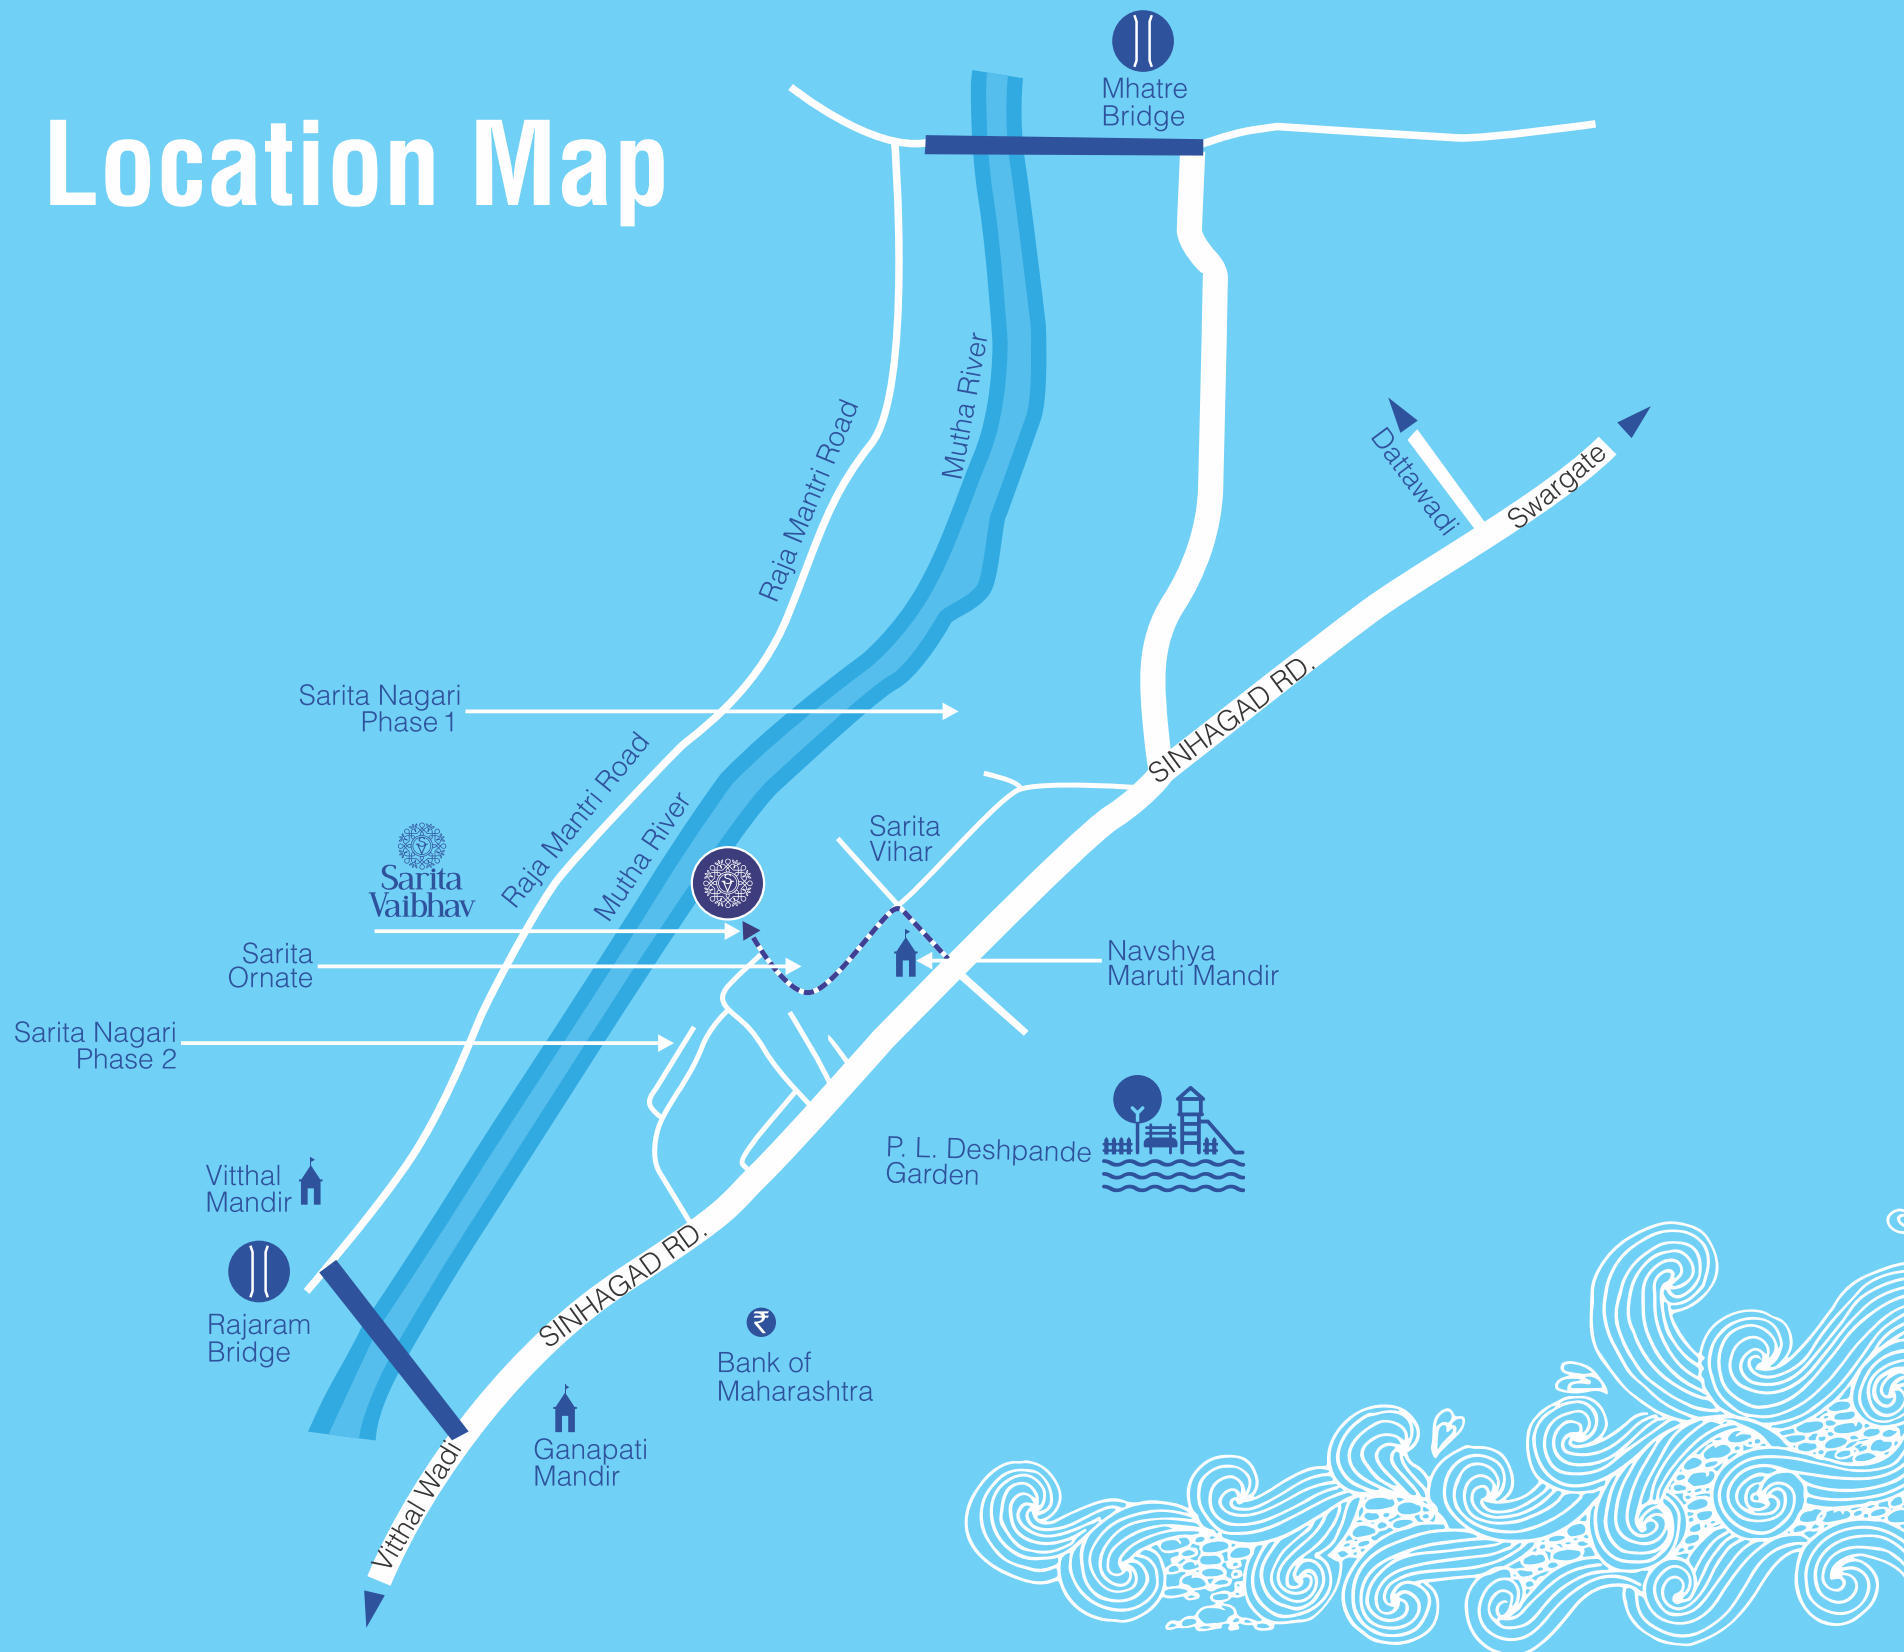 Mhatre
Bridge
Location Map
Mutha River
Raja Mantri Road
Dattawadi
Swargate
SINHAGAD RD.
Sarita Nagari
Phase 1
Raja Mantri Road
Mutha River
Sarita
Vihar
Sarita
Vaibhav
Sarita
Ornate
Navshya
Maruti Mandir
Sarita Nagari
Phase 2
P. L. Deshpande
Garden
Vitthal
Mandir
SINHAGAD RD.
Rajaram
Bridge
₹
Bank of
Maharashtra
Ganapati
Mandir
Vitthal Wadi